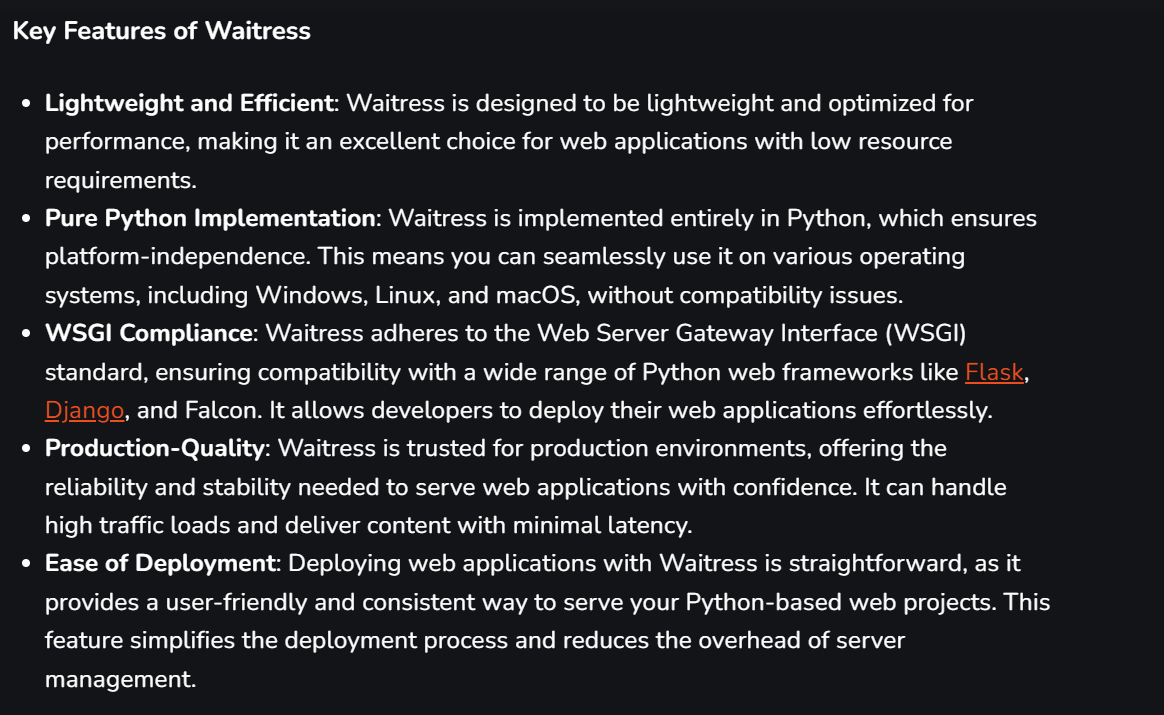 Key Features of Waitress
• Lightweight and Efficient: Waitress is designed to be lightweight and optimized for
performance, making it an excellent choice for web applications with low resource
requirements.
• Pure Python Implementation: Waitress is implemented entirely in Python, which ensures
platform-independence. This means you can seamlessly use it on various operating
systems, including Windows, Linux, and macOS, without compatibility issues.
• WSGI Compliance: Waitress adheres to the Web Server Gateway Interface (WSGI)
standard, ensuring compatibility with a wide range of Python web frameworks like Flask,
Django, and Falcon. It allows developers to deploy their web applications effortlessly.
• Production-Quality: Waitress is trusted for production environments, offering the
reliability and stability needed to serve web applications with confidence. It can handle
high traffic loads and deliver content with minimal latency.
• Ease of Deployment: Deploying web applications with Waitress is straightforward, as it
provides a user-friendly and consistent way to serve your Python-based web projects. This
feature simplifies the deployment process and reduces the overhead of server
management.